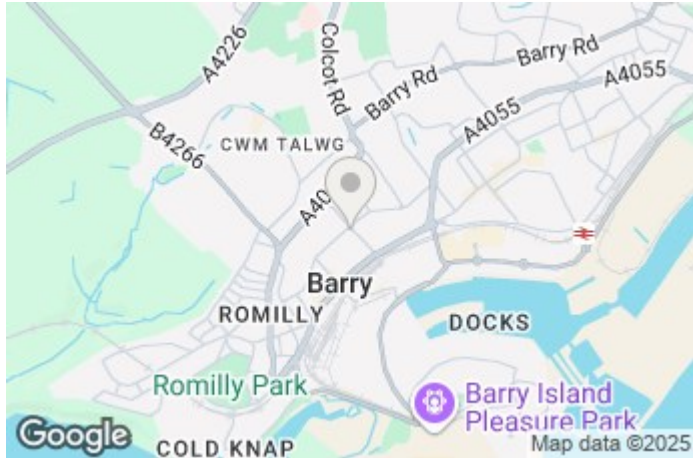 A4226
Colcot Rd
Barry Rd
Barry Rd
A4055
A4055
B4266
CWM TALWG
A40
Barry
ROMILLY
DOCKS
Romilly Park
Barry Island
Pleasure Park
Google
COLD KNAP
Map data ©2025